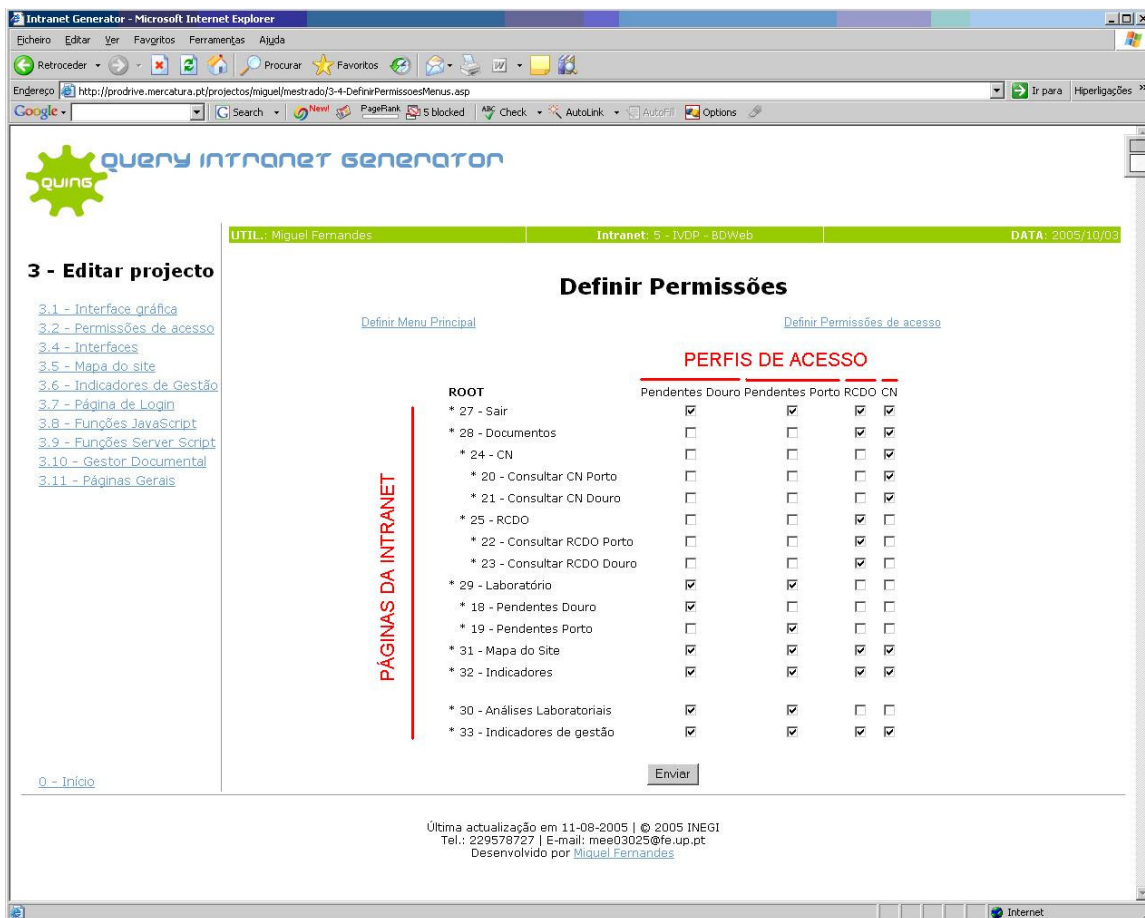 Intranet Generator - Microsoft Internet Explorer
Ficheiro Editar Ver Favoritos Ferramentas Ajuda
Retroceder Procurar Favoritos
Endereço http://prodrive.mercatura.pt/projectos/miguel/mestrado/3-4-DefinirPermissoesMenus.asp Ir para Hiperligações »
Google Search New! PageRank 5 blocked ABC Check AutoLink AutoFill Options
QUING QUERY INTRANET GENERATOR
UTIL.: Miguel Fernandes Intranet: 5 - IVDP - BDWeb DATA: 2005/10/03
3 - Editar projecto
3.1 - Interface gráfica
3.2 - Permissões de acesso
3.4 - Interfaces
3.5 - Mapa do site
3.6 - Indicadores de Gestão
3.7 - Página de Login
3.8 - Funções JavaScript
3.9 - Funções Server Script
3.10 - Gestor Documental
3.11 - Páginas Gerais
0 - Início
Definir Permissões
Definir Menu Principal Definir Permissões de acesso
PERFIS DE ACESSO
PÁGINAS DA INTRANET
ROOT Pendentes Douro Pendentes Porto RCDO CN
* 27 - Sair
* 28 - Documentos
* 24 - CN
* 20 - Consultar CN Porto
* 21 - Consultar CN Douro
* 25 - RCDO
* 22 - Consultar RCDO Porto
* 23 - Consultar RCDO Douro
* 29 - Laboratório
* 18 - Pendentes Douro
* 19 - Pendentes Porto
* 31 - Mapa do Site
* 32 - Indicadores
* 30 - Análises Laboratoriais
* 33 - Indicadores de gestão
Enviar
Última actualização em 11-08-2005 | © 2005 INEGI
Tel.: 229578727 | E-mail: mee03025@fe.up.pt
Desenvolvido por Miguel Fernandes
Internet